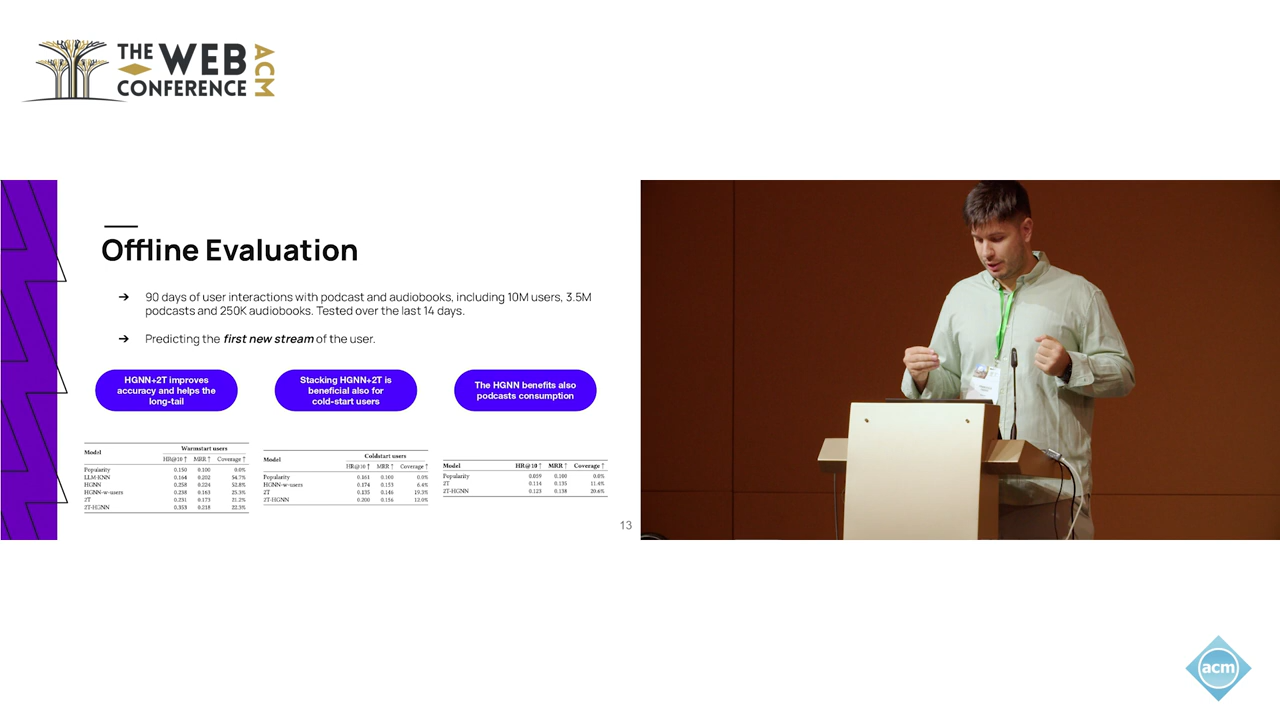 THE WEB
CONFERENCE
ACM
Offline Evaluation
➔ 90 days of user interactions with podcast and audiobooks, including 10M users, 3.5M
podcasts and 250K audiobooks. Tested over the last 14 days.
➔ Predicting the first new stream of the user.
HGNN+2T improves
accuracy and helps the
long-tail
Stacking HGNN+2T is
beneficial also for
cold-start users
The HGNN benefits also
podcasts consumption
Model Warmstart users
HR@10 ↑ MRR ↑ Coverage ↑
Popularity 0.150 0.100 0.0%
LLM-KNN 0.164 0.202 54.7%
HGNN 0.258 0.224 52.8%
HGNN-w-users 0.238 0.163 25.3%
2T 0.231 0.173 21.2%
2T-HGNN 0.353 0.218 22.3%
Model Coldstart users
HR@10 ↑ MRR ↑ Coverage ↑
Popularity 0.161 0.100 0.0%
HGNN-w-users 0.174 0.153 6.4%
2T 0.135 0.146 19.3%
2T-HGNN 0.200 0.156 12.0%
Model HR@10 ↑ MRR ↑ Coverage ↑
Popularity 0.059 0.100 0.0%
2T 0.114 0.135 11.4%
2T-HGNN 0.123 0.138 20.6%
13
acm